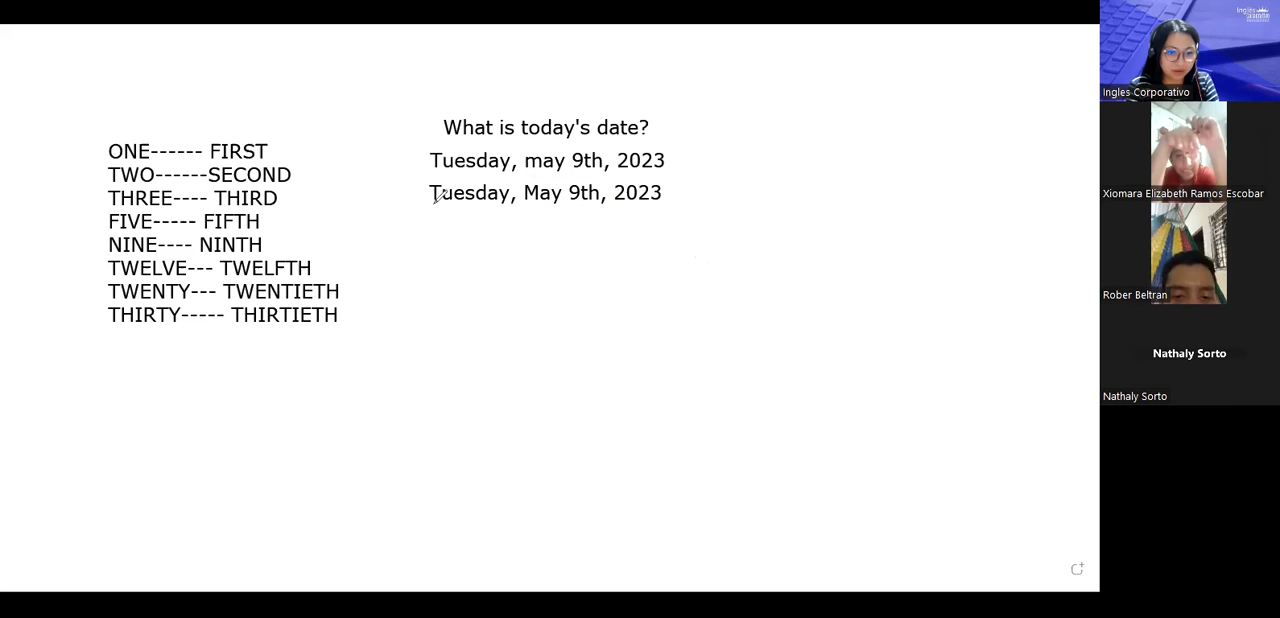 ONE------ FIRST
TWO------SECOND
THREE---- THIRD
FIVE----- FIFTH
NINE---- NINTH
TWELVE--- TWELFTH
TWENTY--- TWENTIETH
THIRTY----- THIRTIETH
What is today's date?
Tuesday, may 9th, 2023
Tuesday, May 9th, 2023
Ingles Corporativo
Xiomara Elizabeth Ramos Escobar
Rober Beltran
Nathaly Sorto
Nathaly Sorto